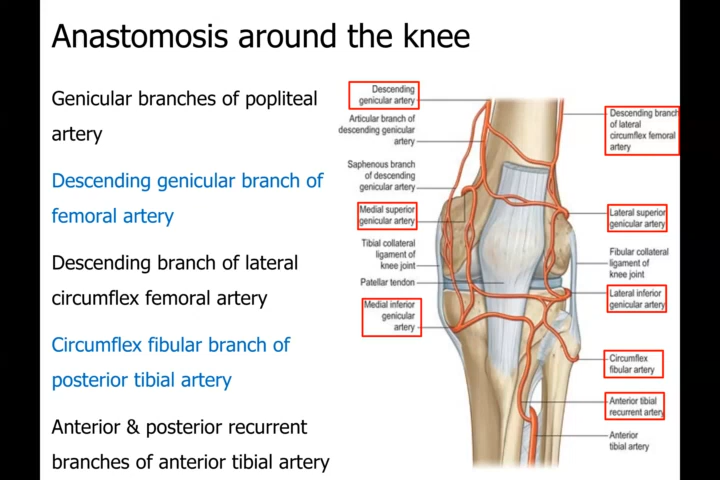 Anastomosis around the knee
Genicular branches of popliteal
artery
Descending genicular branch of
femoral artery
Descending branch of lateral
circumflex femoral artery
Circumflex fibular branch of
posterior tibial artery
Anterior & posterior recurrent
branches of anterior tibial artery
Descending
genicular artery
Articular branch of
descending genicular
artery
Saphenous branch
of descending
genicular artery
Medial superior
genicular artery
Tibial collateral
ligament of
knee joint
Patellar tendon
Medial inferior
genicular
artery
Descending branch
of lateral
circumflex femoral
artery
Lateral superior
genicular artery
Fibular collateral
ligament of
knee joint
Lateral inferior
genicular artery
Circumflex
fibular artery
Anterior tibial
recurrent artery
Anterior
tibial artery